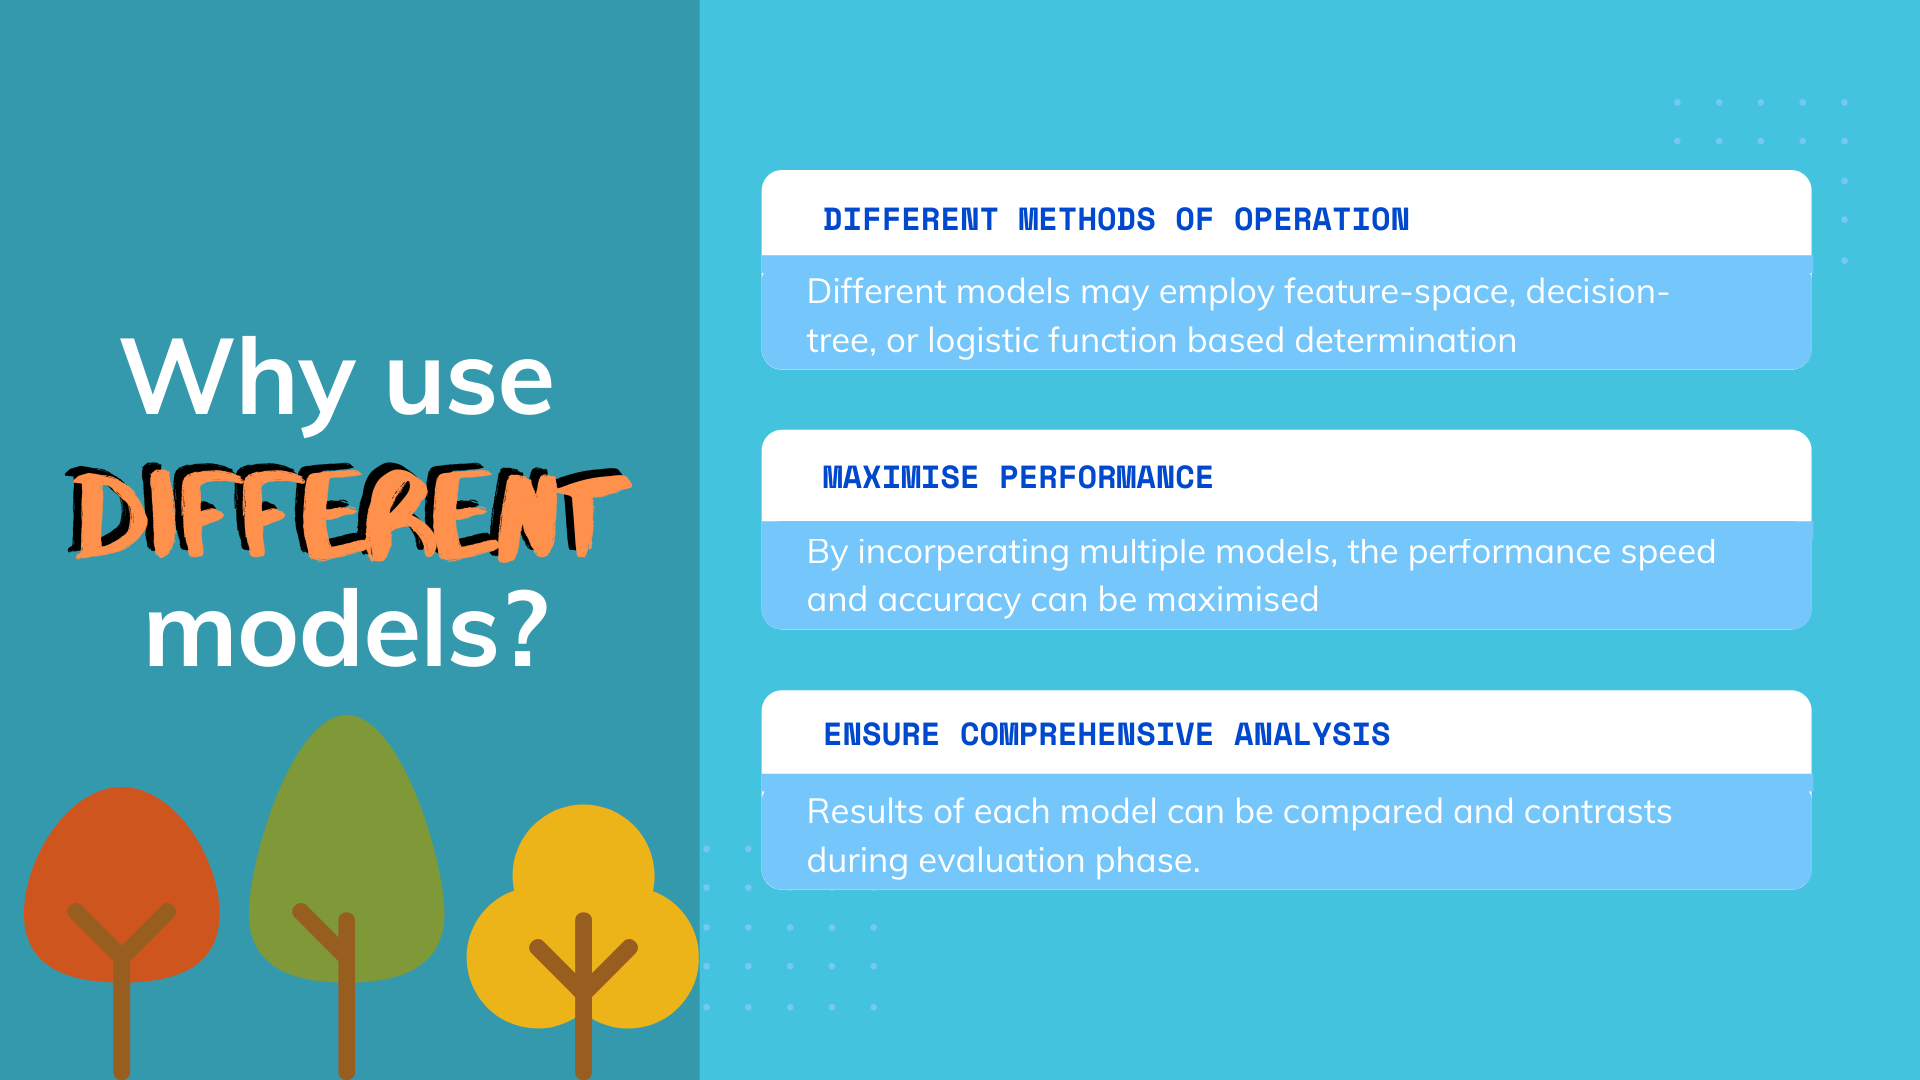 Why use
DIFFERENT
models?
DIFFERENT METHODS OF OPERATION
Different models may employ feature-space, decision-
tree, or logistic function based determination
MAXIMISE PERFORMANCE
By incorperating multiple models, the performance speed
and accuracy can be maximised
ENSURE COMPREHENSIVE ANALYSIS
Results of each model can be compared and contrasts
during evaluation phase.